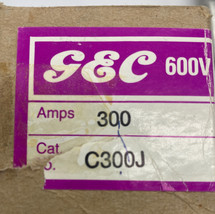 GEC 600V
Amps 300
Cat
o. C300J